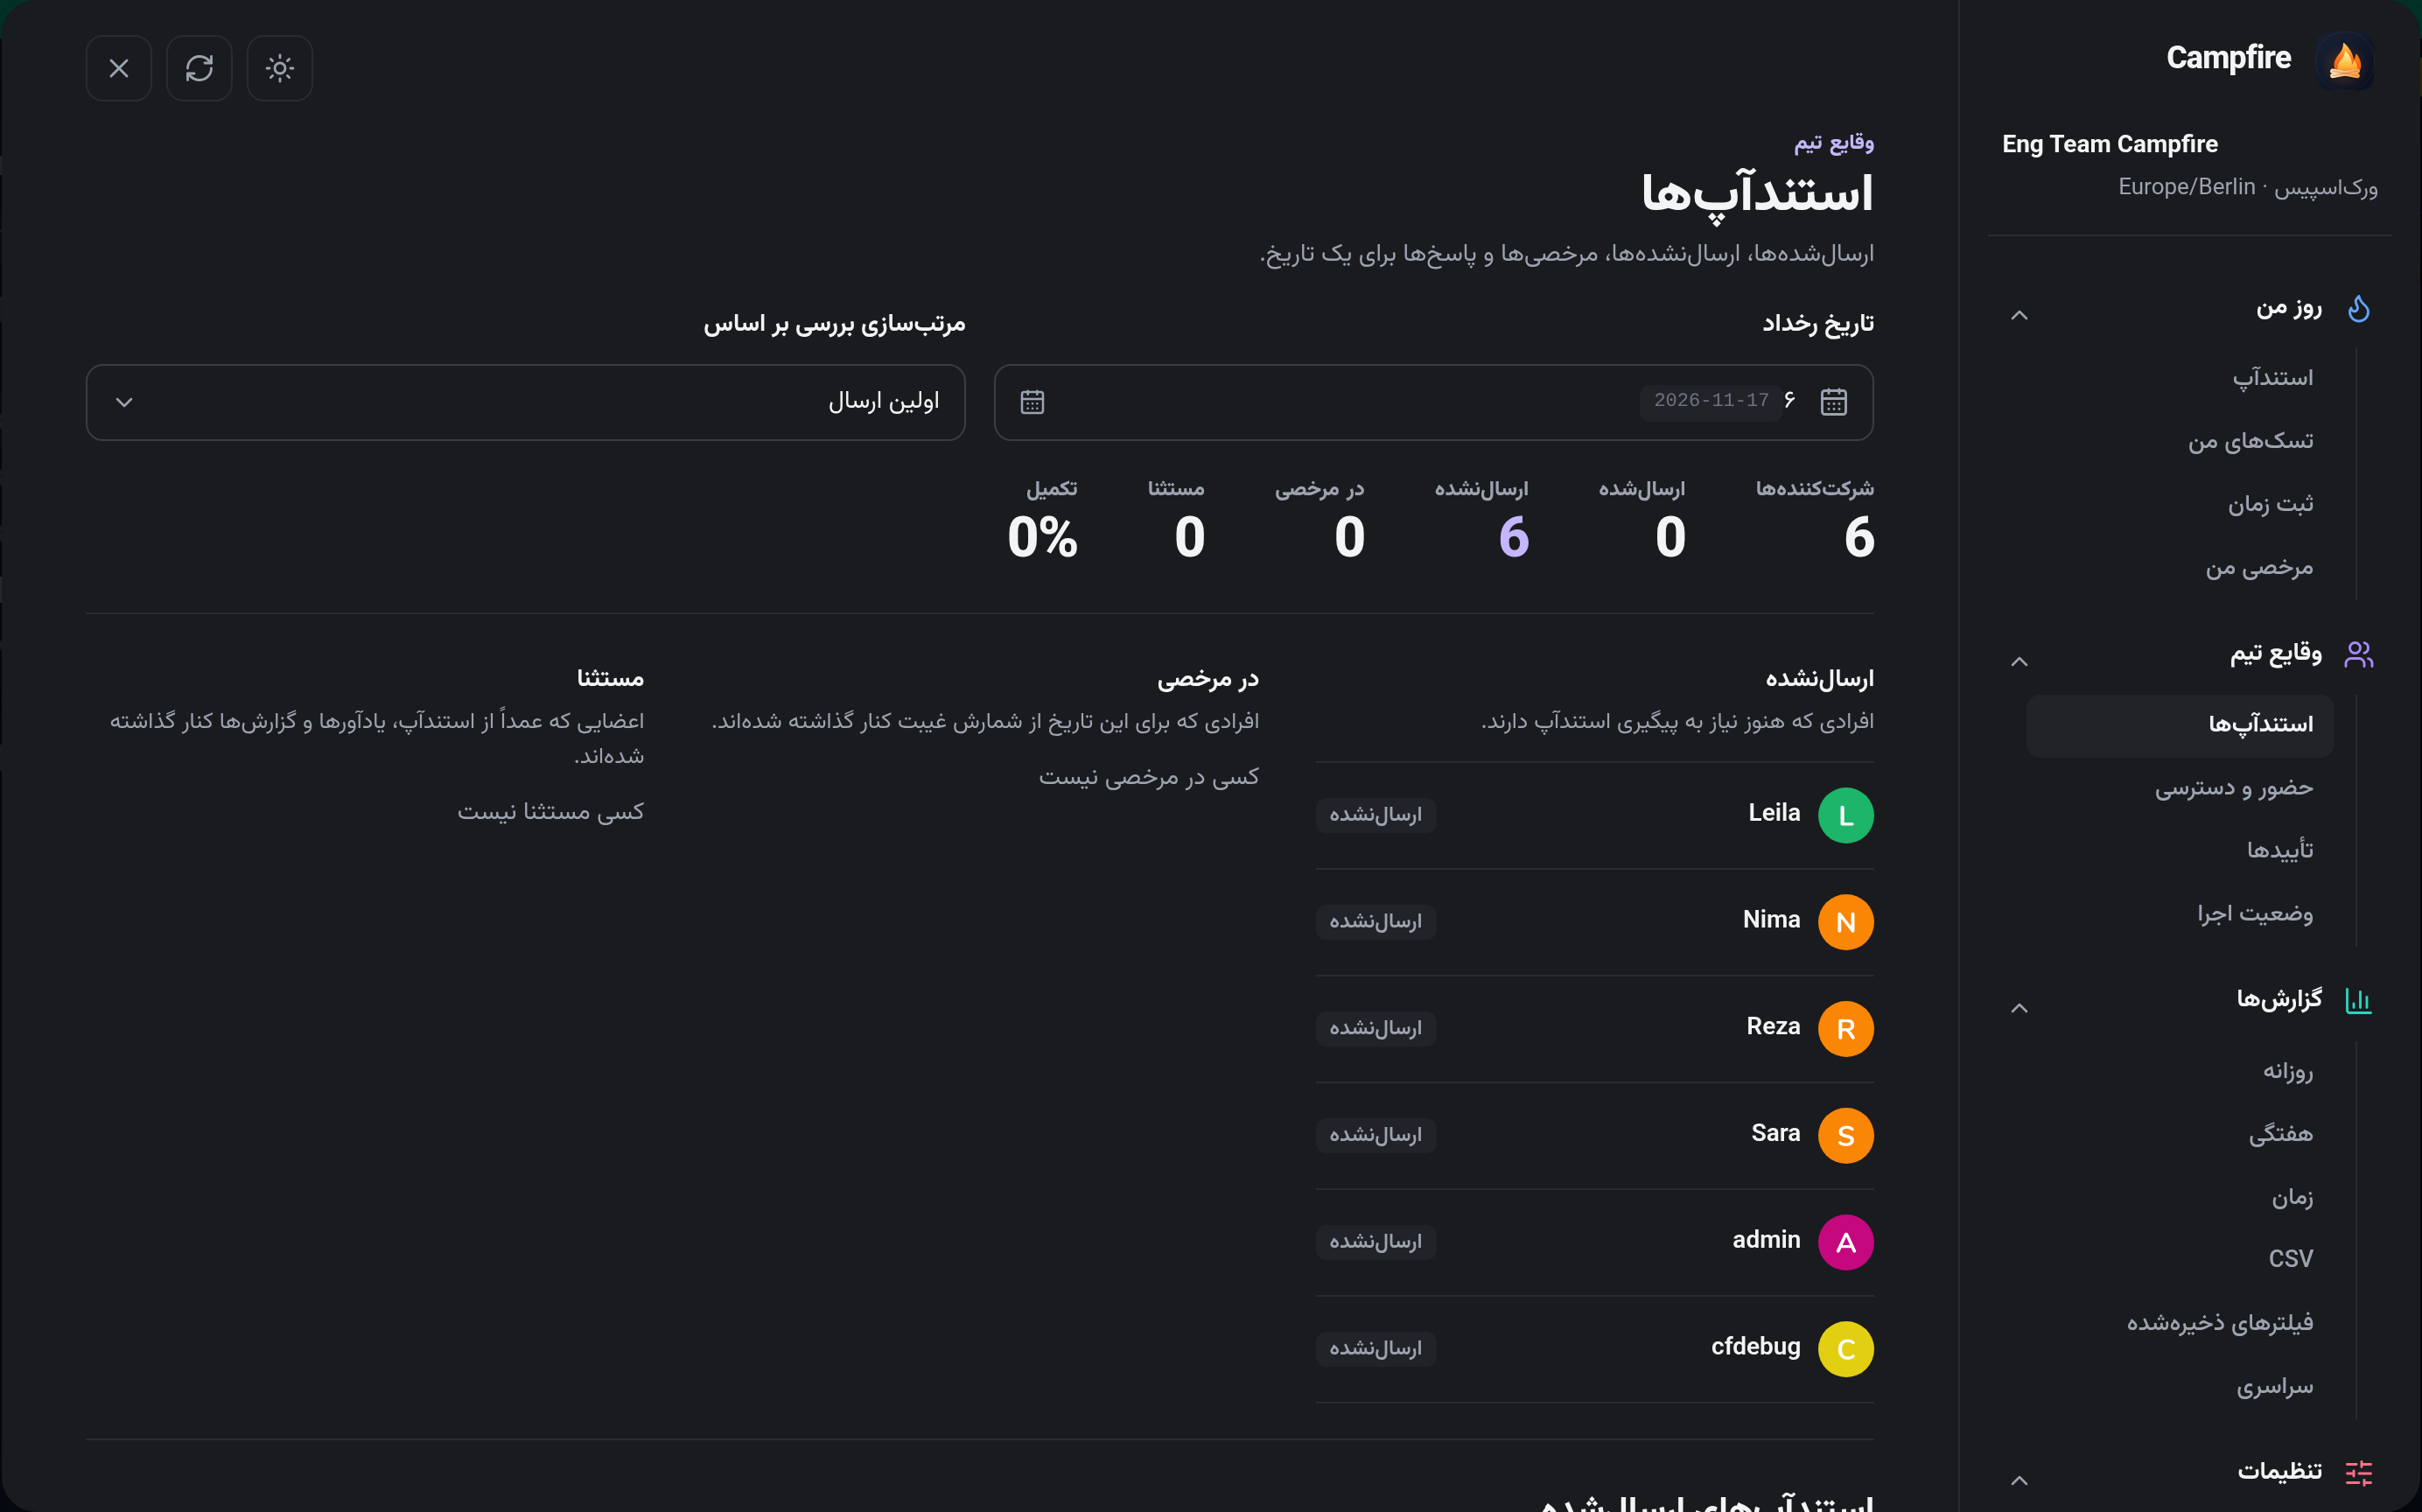 Campfire
Eng Team Campfire
ورک‌اسپیس · Europe/Berlin
روز من
استندآپ
تسک‌های من
ثبت زمان
مرخصی من
وقایع تیم
استندآپ‌ها
حضور و دسترسی
تأییدها
وضعیت اجرا
گزارش‌ها
روزانه
هفتگی
زمان
CSV
فیلترهای ذخیره‌شده
سراسری
تنظیمات
وقایع تیم
استندآپ‌ها
ارسال‌شده‌ها، ارسال‌نشده‌ها، مرخصی‌ها و پاسخ‌ها برای یک تاریخ.
تاریخ رخداد
۶ 2026-11-17
مرتب‌سازی بررسی بر اساس
اولین ارسال
شرکت‌کننده‌ها ارسال‌شده ارسال‌نشده در مرخصی مستثنا تکمیل
6 0 6 0 0 0%
ارسال‌نشده
افرادی که هنوز نیاز به پیگیری استندآپ دارند.
L Leila ارسال‌نشده
N Nima ارسال‌نشده
R Reza ارسال‌نشده
S Sara ارسال‌نشده
A admin ارسال‌نشده
C cfdebug ارسال‌نشده
در مرخصی
افرادی که برای این تاریخ از شمارش غیبت کنار گذاشته شده‌اند.
کسی در مرخصی نیست
مستثنا
اعضایی که عمداً از استندآپ، یادآورها و گزارش‌ها کنار گذاشته
شده‌اند.
کسی مستثنا نیست
استندآپ‌های ارسال‌شده